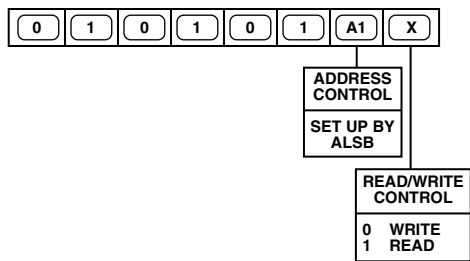 0 1 0 1 0 1 A1 X
ADDRESS
CONTROL
SET UP BY
ALSB
READ/WRITE
CONTROL
0 WRITE
1 READ